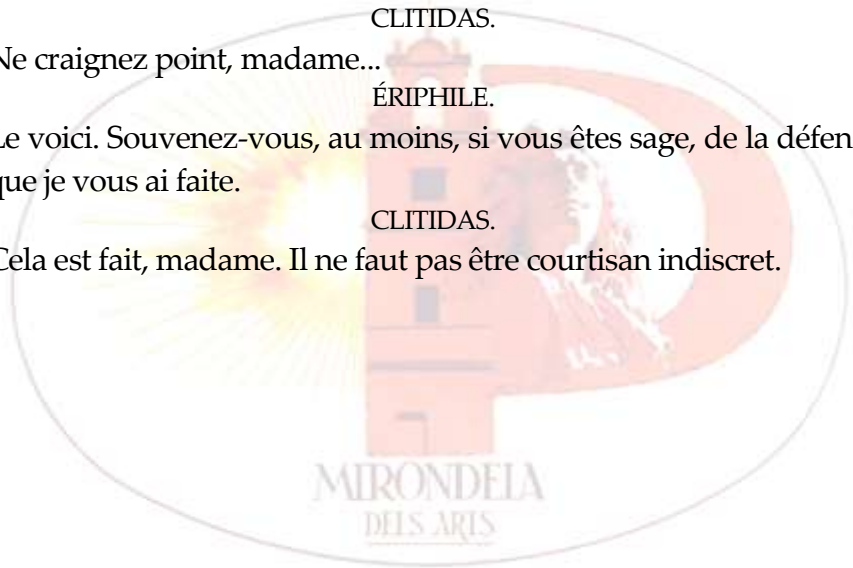 CLITIDAS.
Ne craignez point, madame...
ÉRIPHILE.
Le voici. Souvenez-vous, au moins, si vous êtes sage, de la défen
que je vous ai faite.
CLITIDAS.
Cela est fait, madame. Il ne faut pas être courtisan indiscret.
MIRONDELA
DELS ARTS